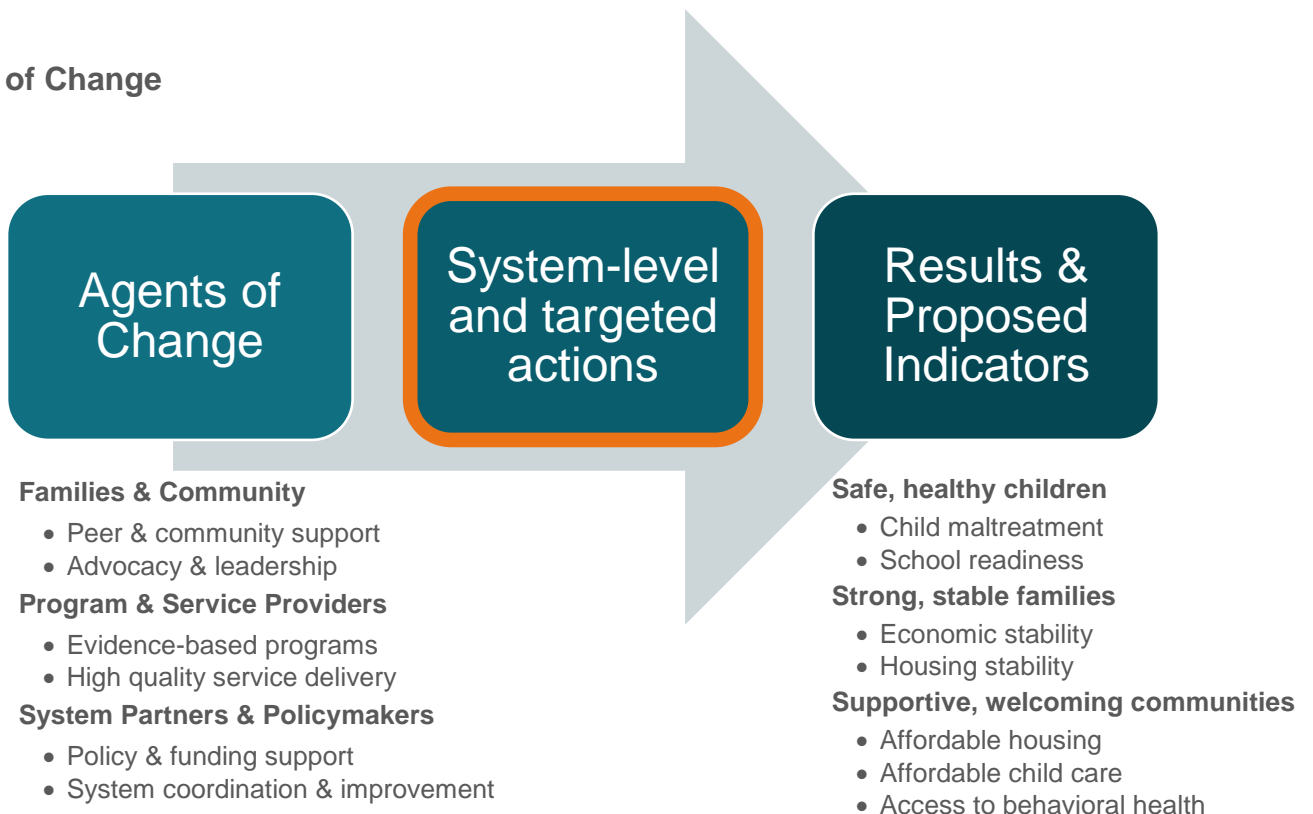 of Change
Agents of
Change
System-level
and targeted
actions
Results &
Proposed
Indicators
Families & Community
• Peer & community support
• Advocacy & leadership
Program & Service Providers
• Evidence-based programs
• High quality service delivery
System Partners & Policymakers
• Policy & funding support
• System coordination & improvement
Safe, healthy children
• Child maltreatment
• School readiness
Strong, stable families
• Economic stability
• Housing stability
Supportive, welcoming communities
• Affordable housing
• Affordable child care
• Access to behavioral health